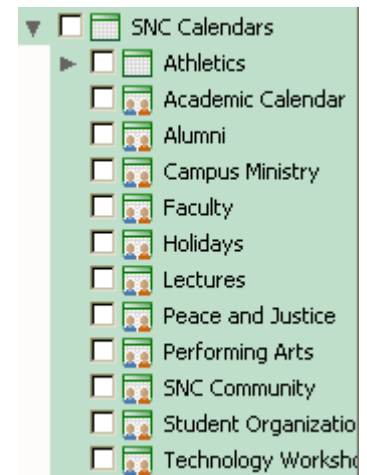 SNC Calendars
Athletics
Academic Calendar
Alumni
Campus Ministry
Faculty
Holidays
Lectures
Peace and Justice
Performing Arts
SNC Community
Student Organizatio
Technology Worksho